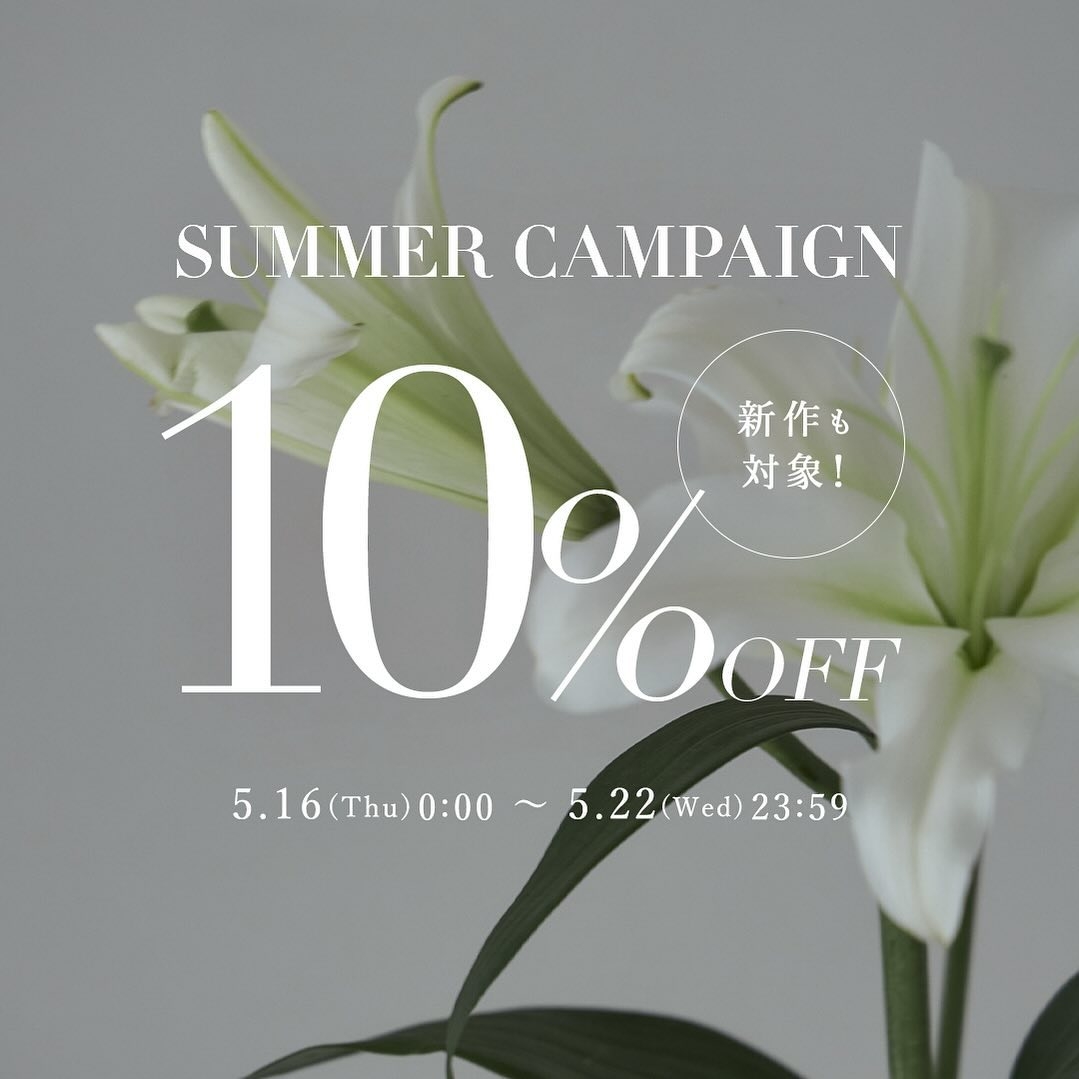 SUMMER CAMPAIGN
新作も
対象!
10%OFF
5.16(Thu)0:00 〜 5.22(Wed)23:59